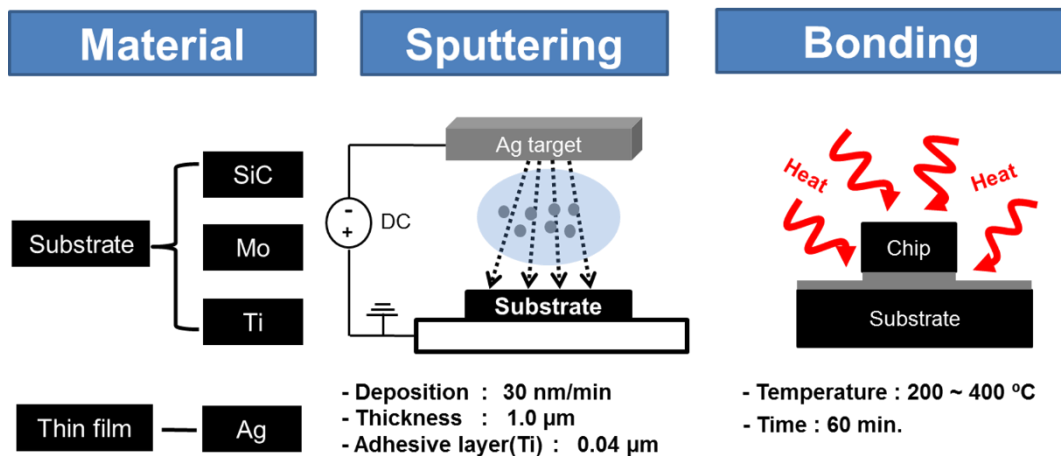 Material
Sputtering
Bonding
Substrate
SiC
Mo
Ti
Thin film
Ag
Ag target
-
+
DC
Substrate
- Deposition : 30 nm/min
- Thickness : 1.0 μm
- Adhesive layer(Ti) : 0.04 μm
Heat
Heat
Chip
Substrate
- Temperature : 200 ~ 400 ºC
- Time : 60 min.